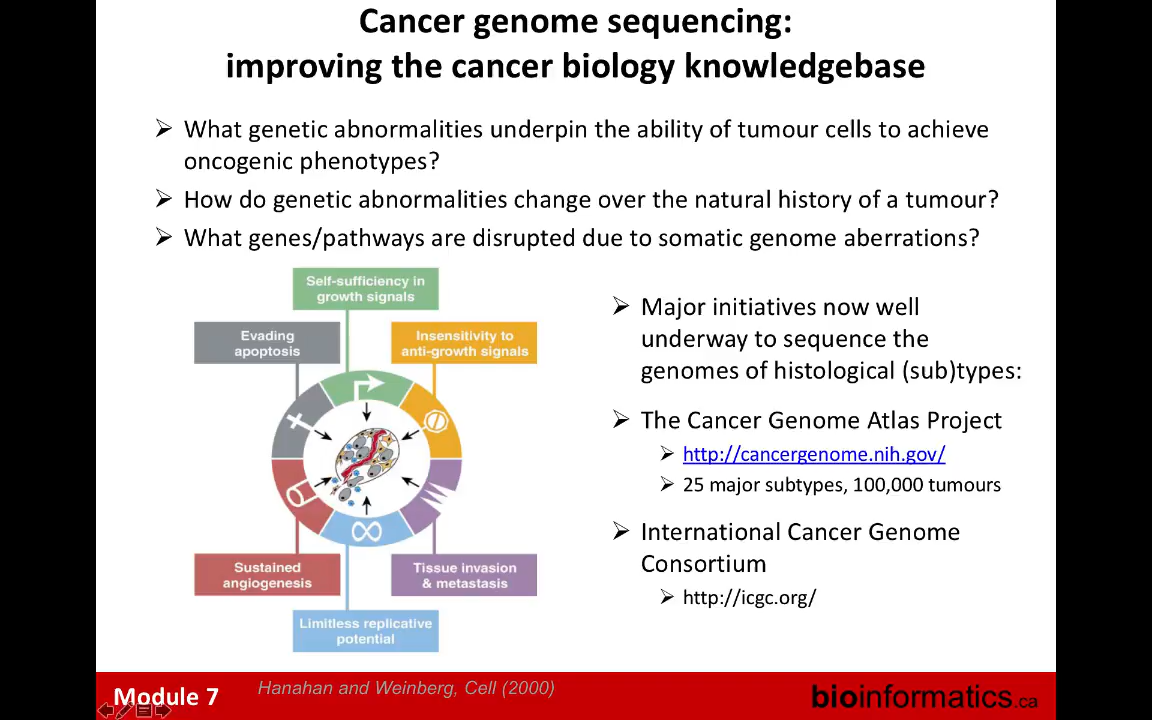 Cancer genome sequencing:
improving the cancer biology knowledgebase
What genetic abnormalities underpin the ability of tumour cells to achieve
oncogenic phenotypes?
How do genetic abnormalities change over the natural history of a tumour?
What genes/pathways are disrupted due to somatic genome aberrations?
Self-sufficiency in
growth signals
Evading
apoptosis
Insensitivity to
anti-growth signals
Sustained
angiogenesis
Tissue invasion
& metastasis
Limitless replicative
potential
Major initiatives now well
underway to sequence the
genomes of histological (sub)types:
The Cancer Genome Atlas Project
http://cancergenome.nih.gov/
25 major subtypes, 100,000 tumours
International Cancer Genome
Consortium
http://icgc.org/
Module 7
Hanahan and Weinberg, Cell (2000)
bioinformatics.ca